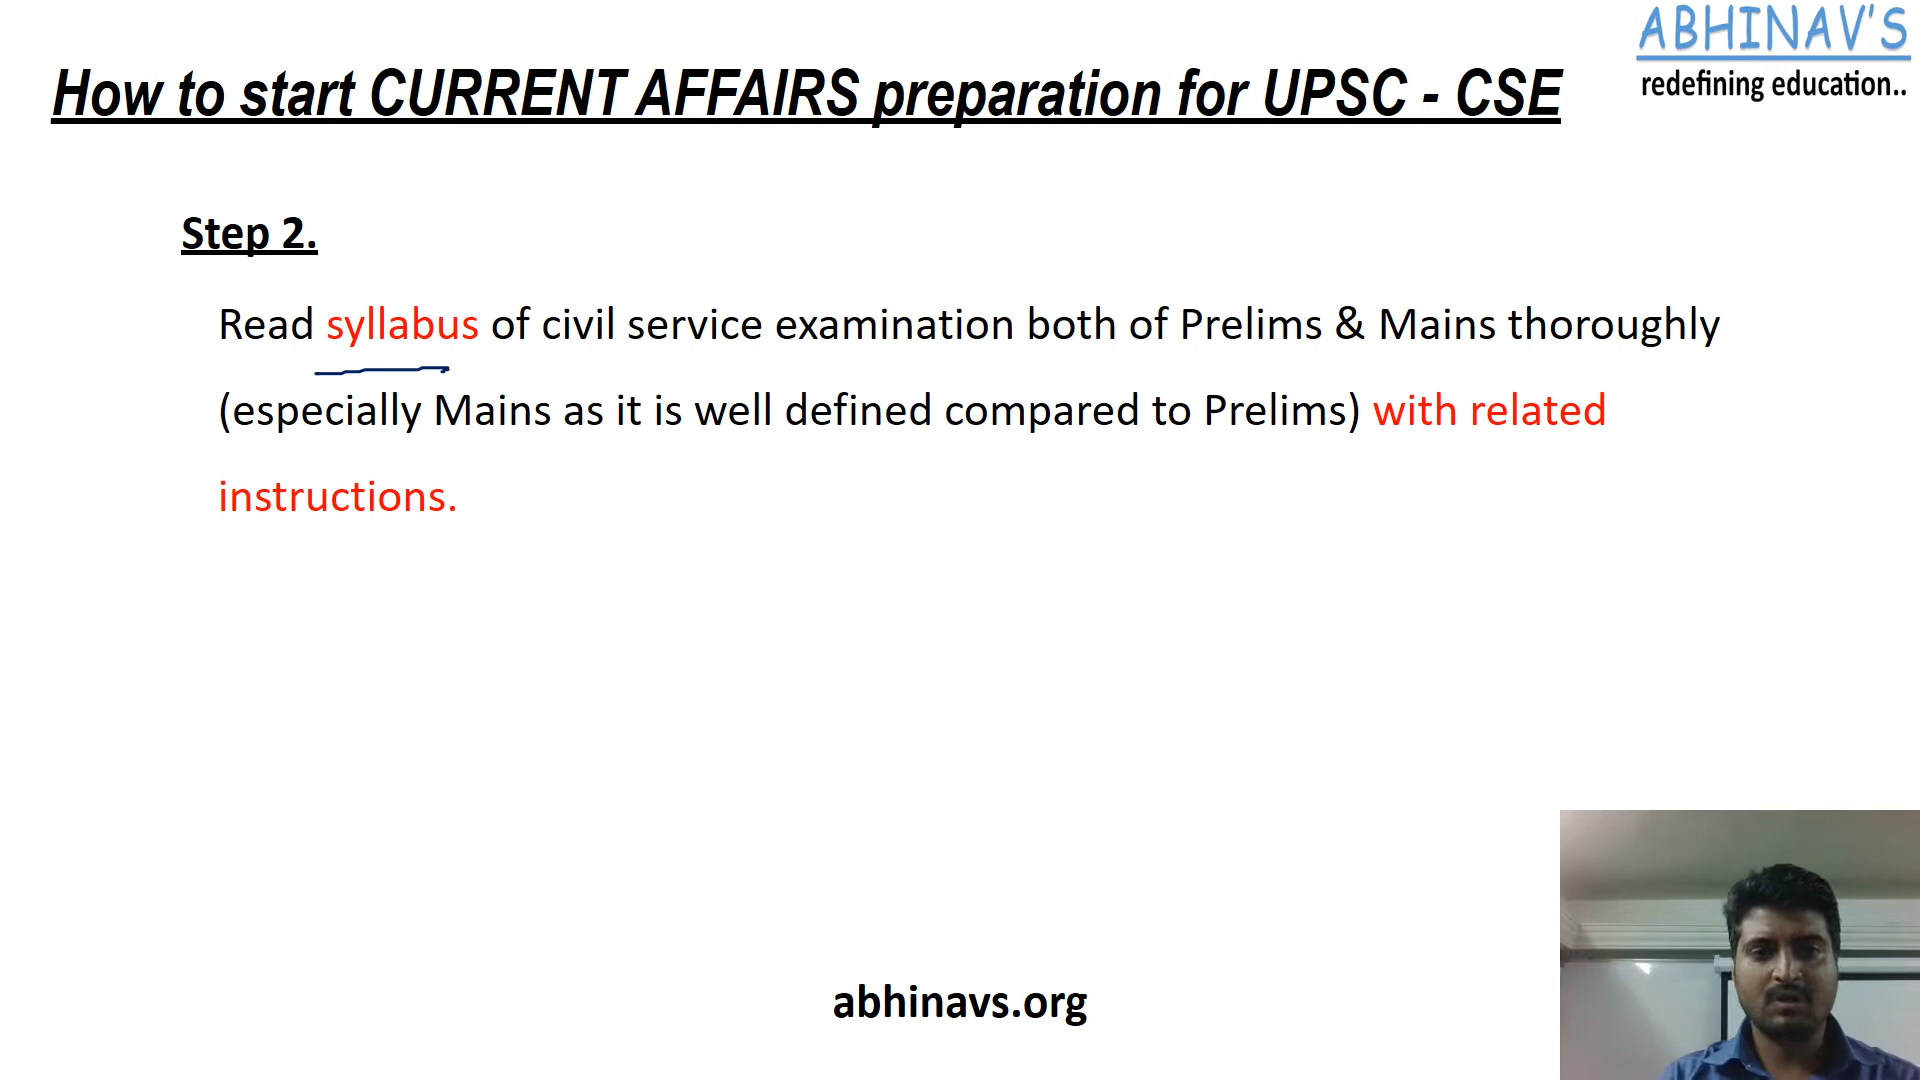 ABHINAV'S
redefining education..
How to start CURRENT AFFAIRS preparation for UPSC - CSE
Step 2.
Read syllabus of civil service examination both of Prelims & Mains thoroughly
(especially Mains as it is well defined compared to Prelims) with related
instructions.
abhinavs.org